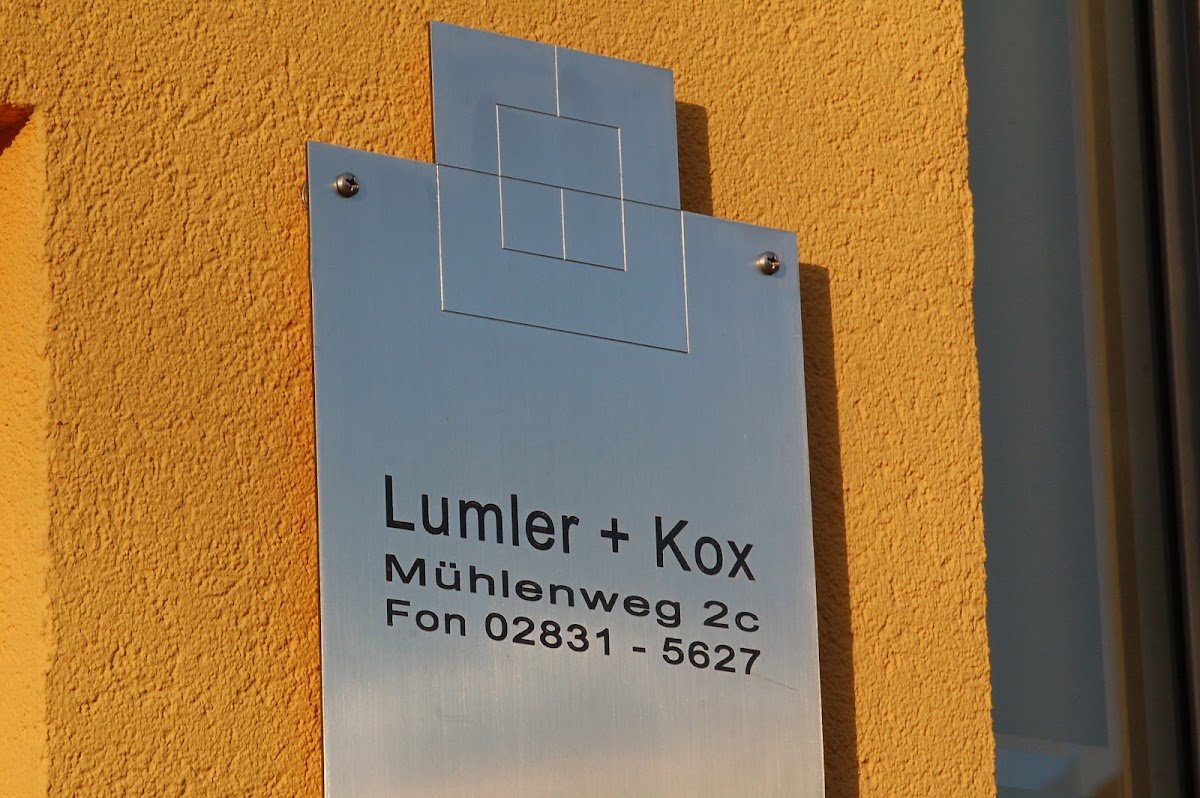 Lumler + Kox
Mühlenweg 2c
Fon 02831 - 5627